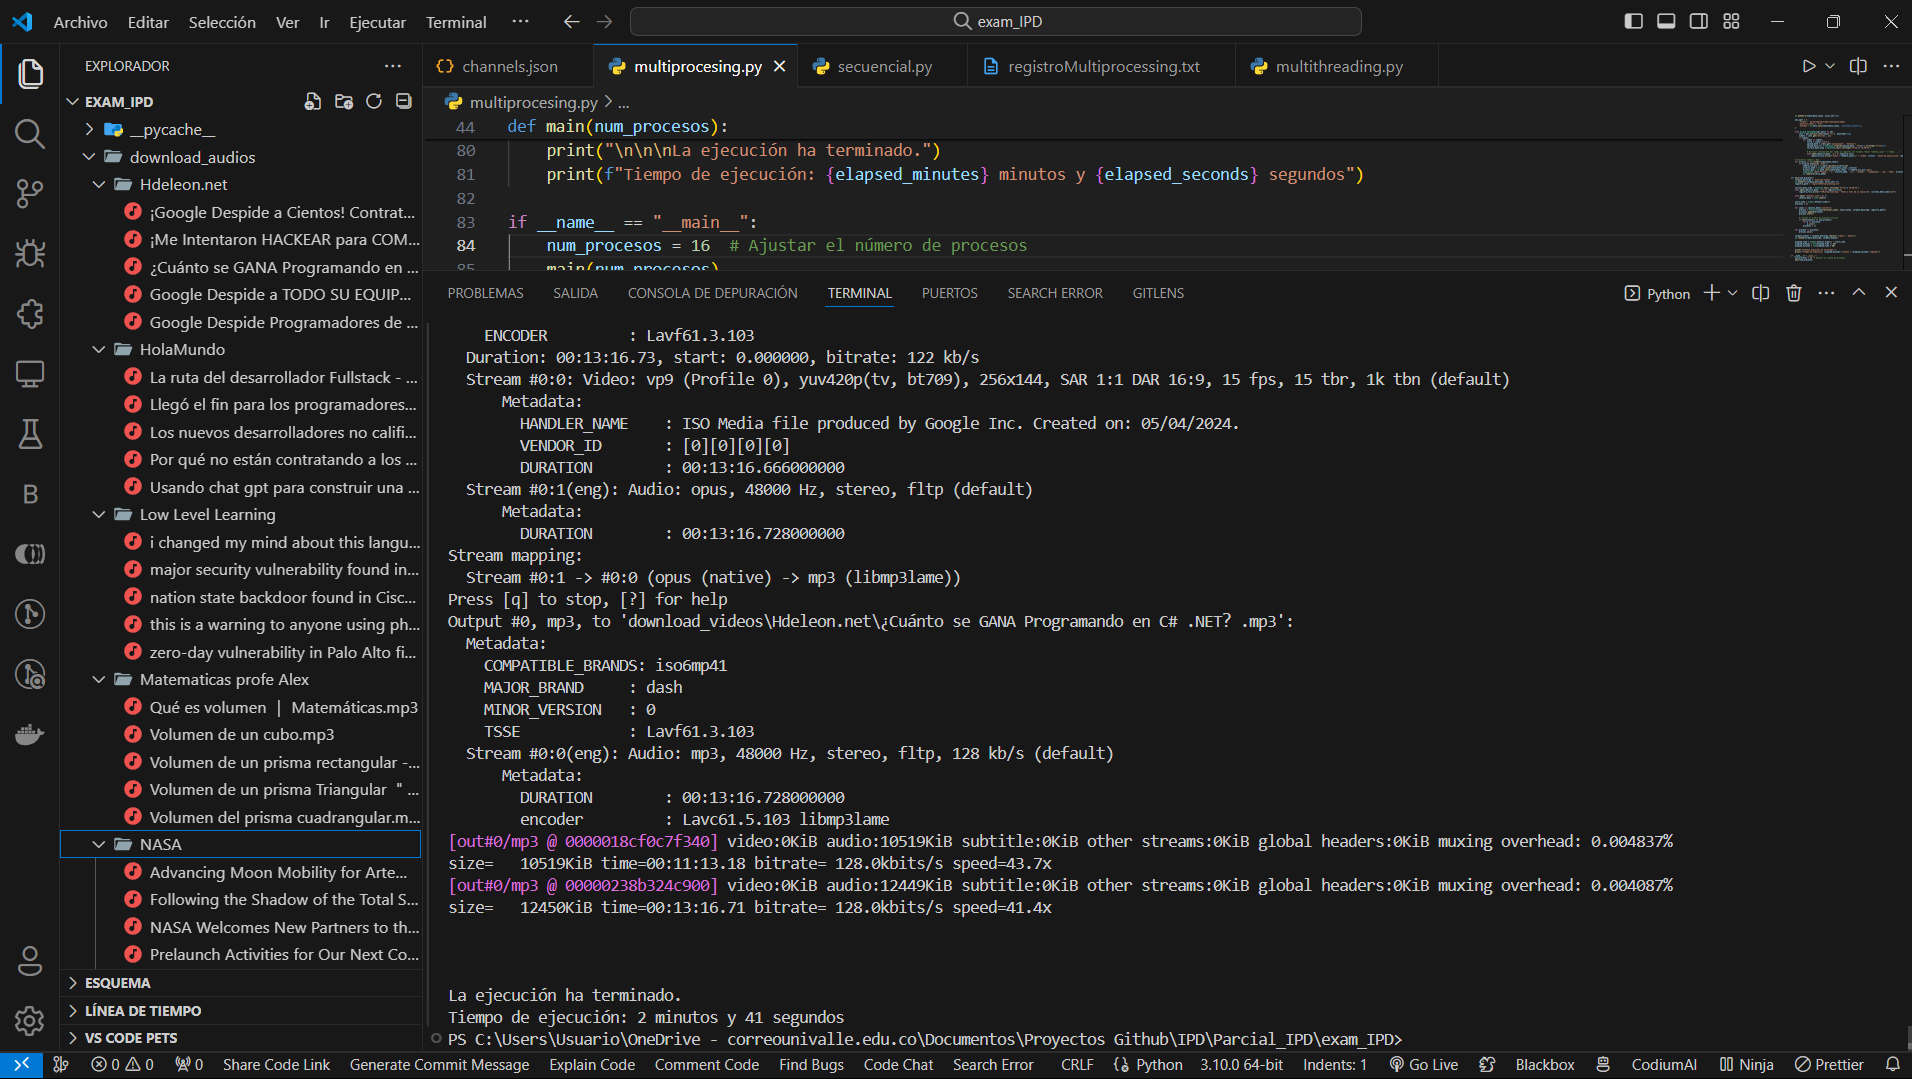 Archivo Editar Selección Ver Ir Ejecutar Terminal ... exam_IPD
EXPLORADOR ...
EXAM_IPD
__pycache__
download_audios
Hdeleon.net
¡Google Despide a Cientos! Contrat...
¡Me Intentaron HACKEAR para COM...
¿Cuánto se GANA Programando en ...
Google Despide a TODO SU EQUIP...
Google Despide Programadores de ...
HolaMundo
La ruta del desarrollador Fullstack - ...
Llegó el fin para los programadores...
Los nuevos desarrolladores no califi...
Por qué no están contratando a los ...
Usando chat gpt para construir una ...
Low Level Learning
i changed my mind about this langu...
major security vulnerability found in...
nation state backdoor found in Cisc...
this is a warning to anyone using ph...
zero-day vulnerability in Palo Alto fi...
Matematicas profe Alex
Qué es volumen | Matemáticas.mp3
Volumen de un cubo.mp3
Volumen de un prisma rectangular -...
Volumen de un prisma Triangular " ...
Volumen del prisma cuadrangular.m...
NASA
Advancing Moon Mobility for Arte...
Following the Shadow of the Total S...
NASA Welcomes New Partners to th...
Prelaunch Activities for Our Next Co...
ESQUEMA
LÍNEA DE TIEMPO
VS CODE PETS
channels.json multiprocesing.py secuencial.py registroMultiprocessing.txt multithreading.py
multiprocesing.py > ...
44 def main(num_procesos):
80 print("\n\n\nLa ejecución ha terminado.")
81 print(f"Tiempo de ejecución: {elapsed_minutes} minutos y {elapsed_seconds} segundos")
82
83 if __name__ == "__main__":
84 num_procesos = 16 # Ajustar el número de procesos
85 main(num_procesos)
PROBLEMAS SALIDA CONSOLA DE DEPURACIÓN TERMINAL PUERTOS SEARCH ERROR GITLENS Python
ENCODER : Lavf61.3.103
Duration: 00:13:16.73, start: 0.000000, bitrate: 122 kb/s
Stream #0:0: Video: vp9 (Profile 0), yuv420p(tv, bt709), 256x144, SAR 1:1 DAR 16:9, 15 fps, 15 tbr, 1k tbn (default)
Metadata:
HANDLER_NAME : ISO Media file produced by Google Inc. Created on: 05/04/2024.
VENDOR_ID : [0][0][0][0]
DURATION : 00:13:16.666000000
Stream #0:1(eng): Audio: opus, 48000 Hz, stereo, fltp (default)
Metadata:
DURATION : 00:13:16.728000000
Stream mapping:
Stream #0:1 -> #0:0 (opus (native) -> mp3 (libmp3lame))
Press [q] to stop, [?] for help
Output #0, mp3, to 'download_videos\Hdeleon.net\¿Cuánto se GANA Programando en C# .NET? .mp3':
Metadata:
COMPATIBLE_BRANDS: iso6mp41
MAJOR_BRAND : dash
MINOR_VERSION : 0
TSSE : Lavf61.3.103
Stream #0:0(eng): Audio: mp3, 48000 Hz, stereo, fltp, 128 kb/s (default)
Metadata:
DURATION : 00:13:16.728000000
encoder : Lavc61.5.103 libmp3lame
[out#0/mp3 @ 0000018cf0c7f340] video:0KiB audio:10519KiB subtitle:0KiB other streams:0KiB global headers:0KiB muxing overhead: 0.004837%
size= 10519KiB time=00:11:13.18 bitrate= 128.0kbits/s speed=43.7x
[out#0/mp3 @ 00000238b324c900] video:0KiB audio:12449KiB subtitle:0KiB other streams:0KiB global headers:0KiB muxing overhead: 0.004087%
size= 12450KiB time=00:13:16.71 bitrate= 128.0kbits/s speed=41.4x
La ejecución ha terminado.
Tiempo de ejecución: 2 minutos y 41 segundos
PS C:\Users\Usuario\OneDrive - correounivalle.edu.co\Documentos\Proyectos Github\IPD\Parcial_IPD\exam_IPD>
0 0 0 Share Code Link Generate Commit Message Explain Code Comment Code Find Bugs Code Chat Search Error CRLF Python 3.10.0 64-bit Indents: 1 Go Live Blackbox CodiumAI Ninja Prettier